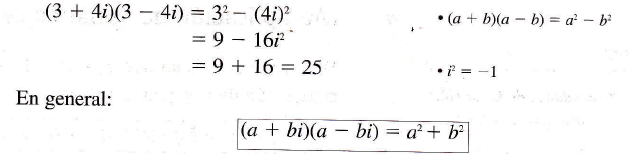 (3 + 4i)(3 − 4i) = 3² − (4i)² • (a + b)(a − b) = a² − b²
= 9 − 16i²
= 9 + 16 = 25 • i² = −1
En general:
(a + bi)(a − bi) = a² + b²